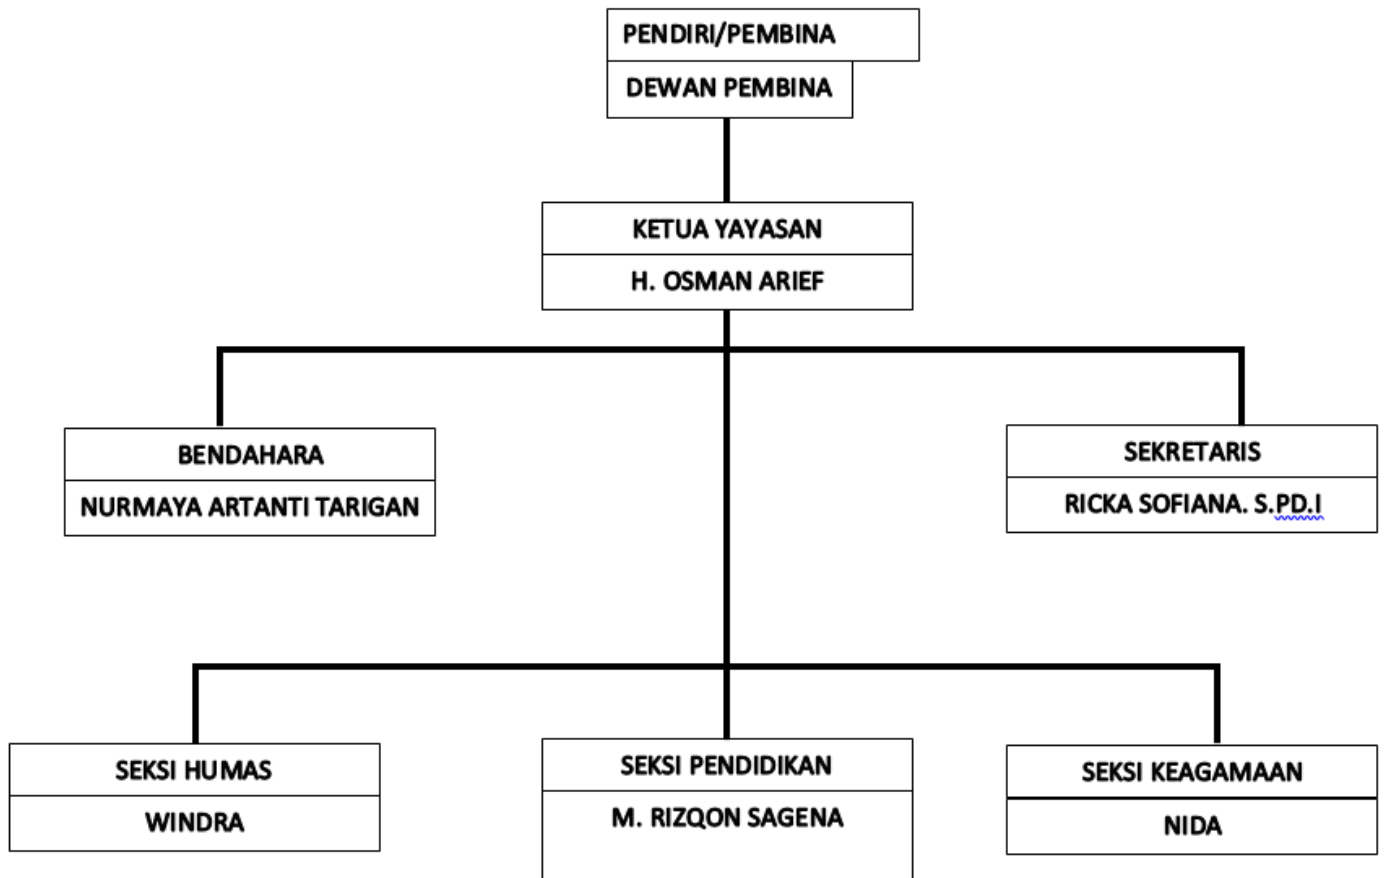 PENDIRI/PEMBINA
DEWAN PEMBINA
KETUA YAYASAN
H. OSMAN ARIEF
BENDAHARA
NURMAYA ARTANTI TARIGAN
SEKRETARIS
RICKA SOFIANA. S.PD.I
SEKSI HUMAS
WINDRA
SEKSI PENDIDIKAN
M. RIZQON SAGENA
SEKSI KEAGAMAAN
NIDA